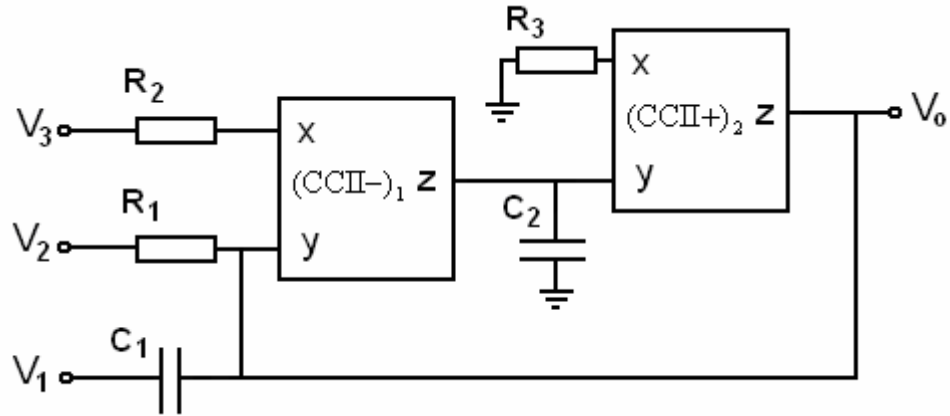 R₃
x
(CCII+)₂ z
Vₒ
y
R₂
V₃
x
(CCII−)₁ z
C₂
R₁
V₂
y
C₁
V₁